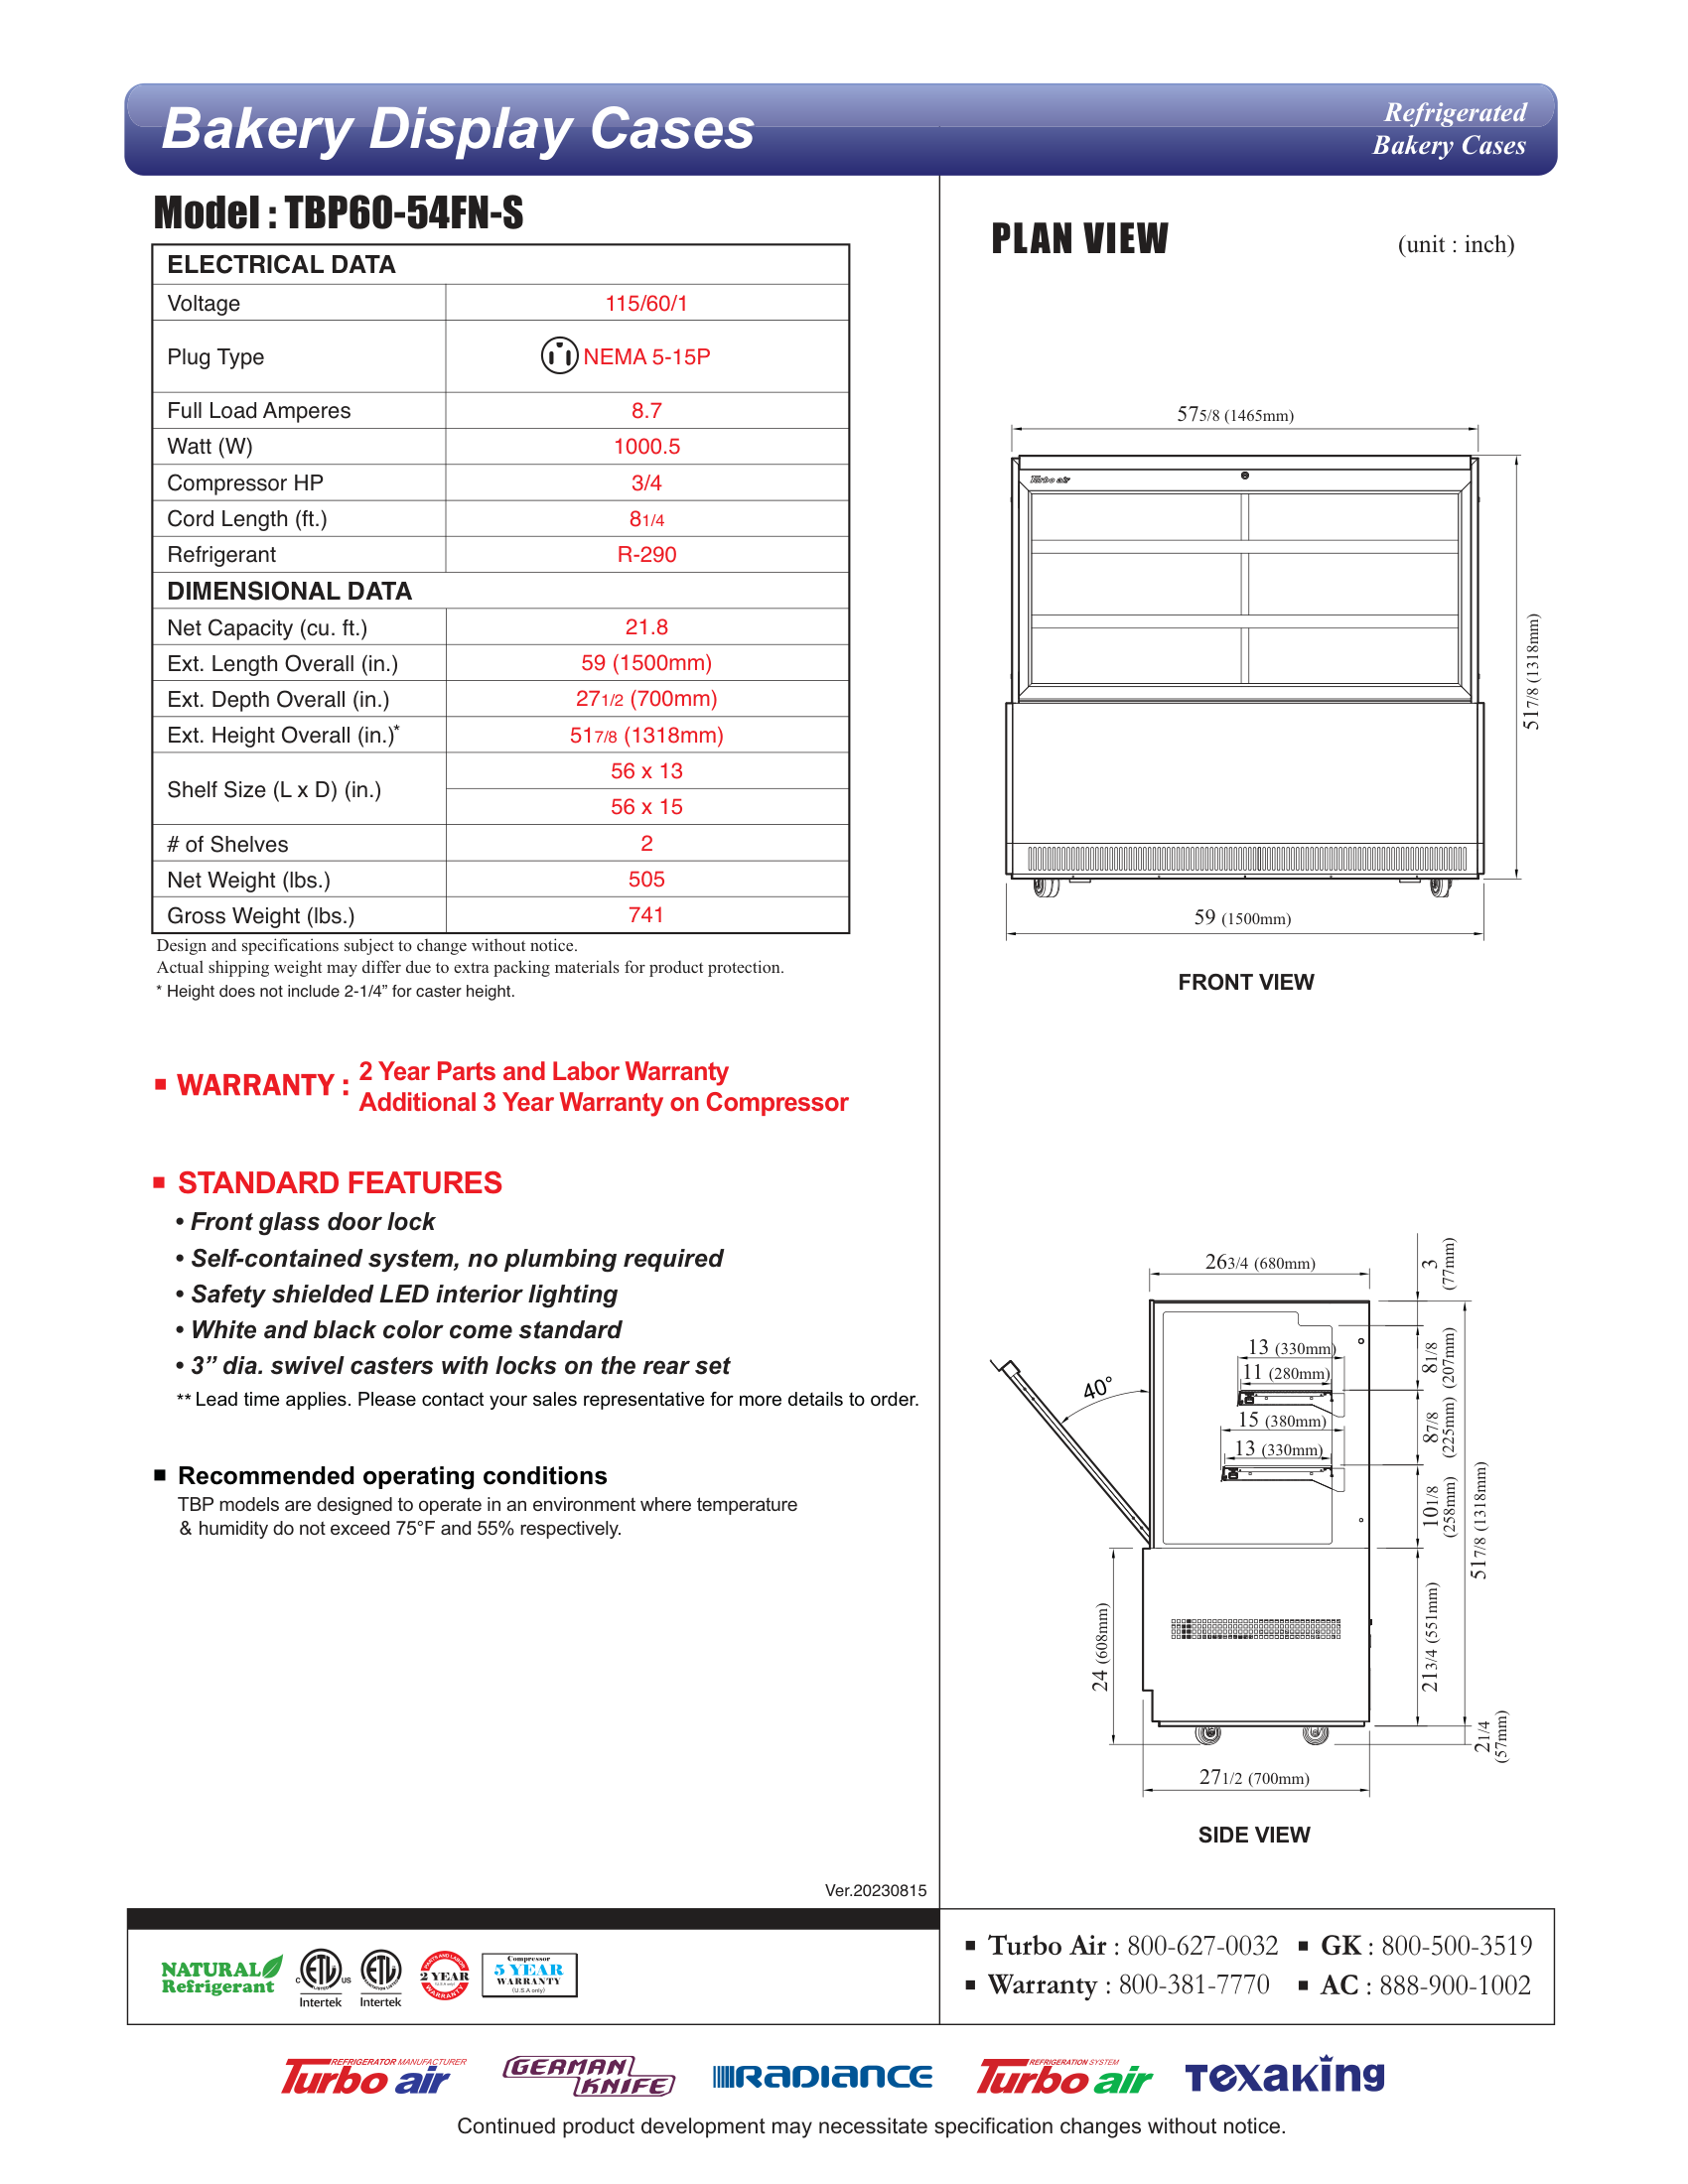 Bakery Display Cases
Refrigerated
Bakery Cases
Model : TBP60-54FN-S
ELECTRICAL DATA
Voltage 115/60/1
Plug Type NEMA 5-15P
Full Load Amperes 8.7
Watt (W) 1000.5
Compressor HP 3/4
Cord Length (ft.) 81/4
Refrigerant R-290
DIMENSIONAL DATA
Net Capacity (cu. ft.) 21.8
Ext. Length Overall (in.) 59 (1500mm)
Ext. Depth Overall (in.) 271/2 (700mm)
Ext. Height Overall (in.)* 517/8 (1318mm)
Shelf Size (L x D) (in.) 56 x 13
56 x 15
# of Shelves 2
Net Weight (lbs.) 505
Gross Weight (lbs.) 741
Design and specifications subject to change without notice.
Actual shipping weight may differ due to extra packing materials for product protection.
* Height does not include 2-1/4” for caster height.
WARRANTY : 2 Year Parts and Labor Warranty
Additional 3 Year Warranty on Compressor
STANDARD FEATURES
• Front glass door lock
• Self-contained system, no plumbing required
• Safety shielded LED interior lighting
• White and black color come standard
• 3” dia. swivel casters with locks on the rear set
** Lead time applies. Please contact your sales representative for more details to order.
Recommended operating conditions
TBP models are designed to operate in an environment where temperature
& humidity do not exceed 75°F and 55% respectively.
Ver.20230815
PLAN VIEW
(unit : inch)
575/8 (1465mm)
Turbo air
517/8 (1318mm)
59 (1500mm)
FRONT VIEW
263/4 (680mm)
3 (77mm)
13 (330mm)
11 (280mm)
81/8 (207mm)
40°
15 (380mm)
13 (330mm)
87/8 (225mm)
101/8 (258mm)
517/8 (1318mm)
24 (608mm)
213/4 (551mm)
21/4 (57mm)
271/2 (700mm)
SIDE VIEW
NATURAL
Refrigerant
C ETL US
LISTED
Intertek
ETL
Intertek
PARTS AND LABOR
2 YEAR
WARRANTY
Compressor
5 YEAR
WARRANTY
(U.S.A only)
Turbo Air : 800-627-0032
GK : 800-500-3519
Warranty : 800-381-7770
AC : 888-900-1002
REFRIGERATOR MANUFACTURER
Turbo air
GERMAN
KNIFE
RADIANCE
REFRIGERATION SYSTEM
Turbo air
Texaking
Continued product development may necessitate specification changes without notice.